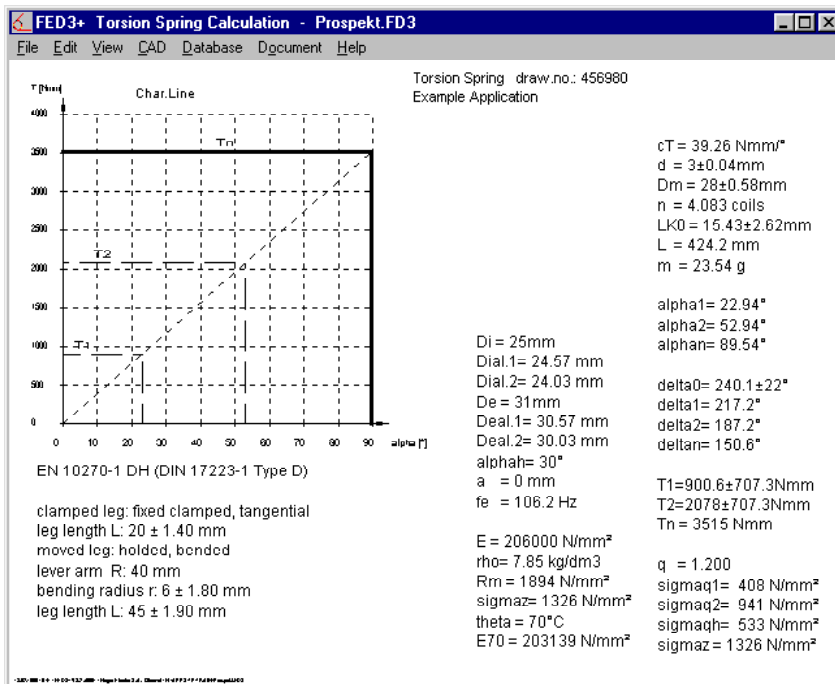 FED3+ Torsion Spring Calculation - Prospekt.FD3
File Edit View CAD Database Document Help
Torsion Spring draw.no.: 456980
Example Application
T [Nmm]
Char.Line
4000
3500
3000
2500
2000
1500
1000
500
0
Tn
T2
T1
0 10 20 30 40 50 60 70 80 90 alpha [°]
EN 10270-1 DH (DIN 17223-1 Type D)
clamped leg: fixed clamped, tangential
leg length L: 20 ± 1.40 mm
moved leg: holded, bended
lever arm R: 40 mm
bending radius r: 6 ± 1.80 mm
leg length L: 45 ± 1.90 mm
Di = 25mm
Dial.1= 24.57 mm
Dial.2= 24.03 mm
De = 31mm
Deal.1= 30.57 mm
Deal.2= 30.03 mm
alphah= 30°
a = 0 mm
fe = 106.2 Hz
E = 206000 N/mm²
rho= 7.85 kg/dm3
Rm = 1894 N/mm²
sigmaz= 1326 N/mm²
theta = 70°C
E70 = 203139 N/mm²
cT = 39.26 Nmm/°
d = 3±0.04mm
Dm = 28±0.58mm
n = 4.083 coils
LK0 = 15.43±2.62mm
L = 424.2 mm
m = 23.54 g
alpha1= 22.94°
alpha2= 52.94°
alphan= 89.54°
delta0= 240.1±22°
delta1= 217.2°
delta2= 187.2°
deltan= 150.6°
T1=900.6±707.3Nmm
T2=2078±707.3Nmm
Tn = 3515 Nmm
q = 1.200
sigmaq1= 408 N/mm²
sigmaq2= 941 N/mm²
sigmaqh= 533 N/mm²
sigmaz= 1326 N/mm²